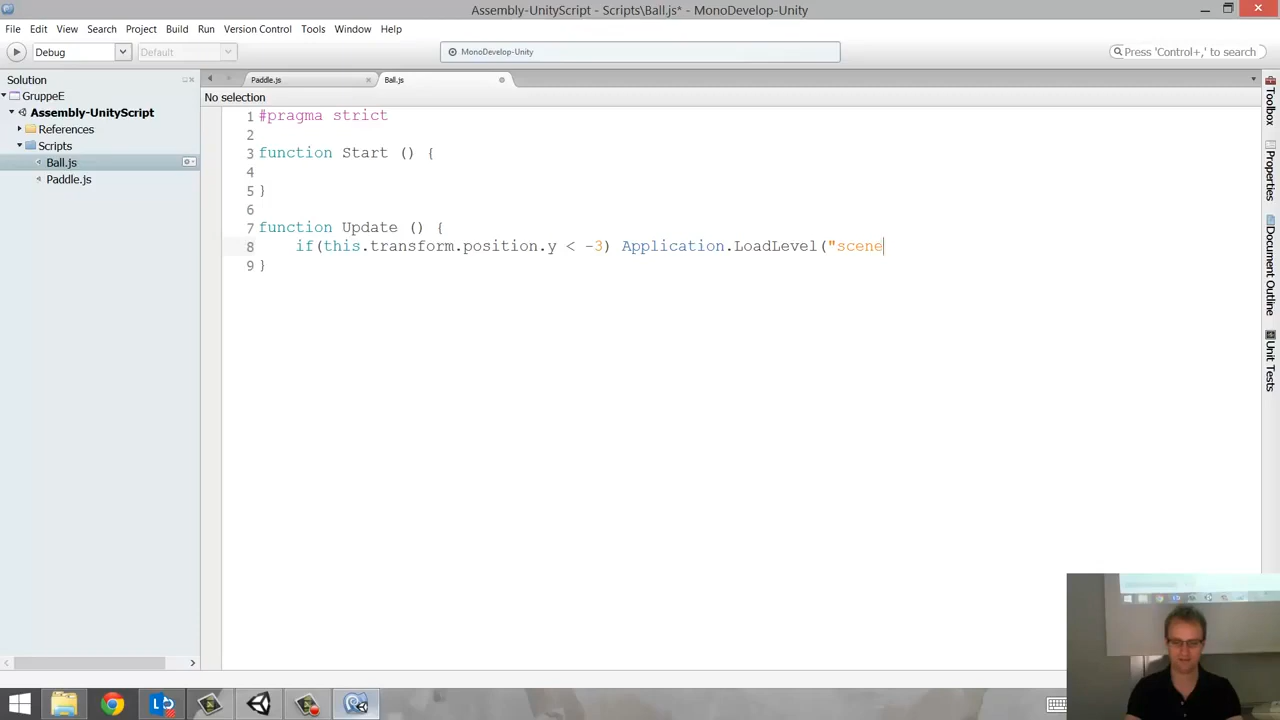 Assembly-UnityScript - Scripts\Ball.js* - MonoDevelop-Unity
File Edit View Search Project Build Run Version Control Tools Window Help
Debug Default MonoDevelop-Unity Press 'Control+,' to search
Solution
GruppeE
Assembly-UnityScript
References
Scripts
Ball.js
Paddle.js
Paddle.js Ball.js
No selection
1 #pragma strict
2
3 function Start () {
4
5 }
6
7 function Update () {
8 if(this.transform.position.y < -3) Application.LoadLevel("scene
9 }
Toolbox
Properties
Document Outline
Unit Tests